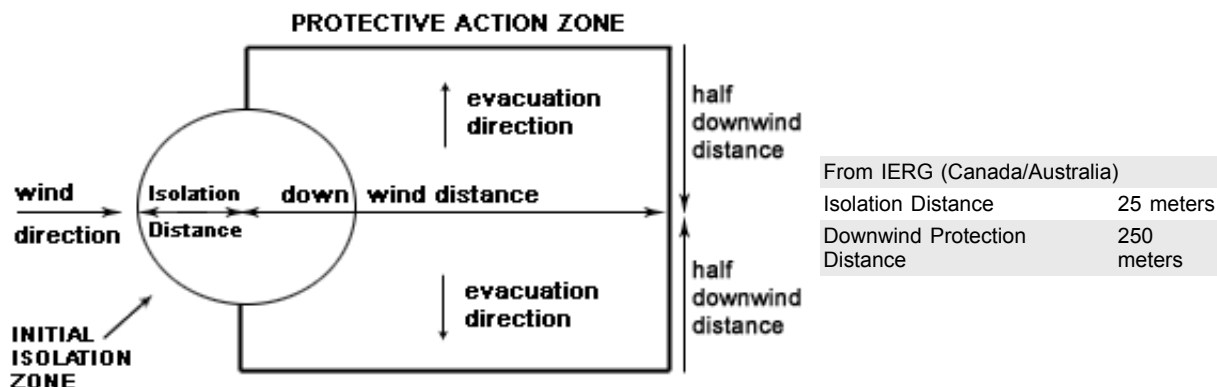 PROTECTIVE ACTION ZONE
evacuation
direction
half
downwind
distance
wind
direction
Isolation
Distance
down wind distance
evacuation
direction
half
downwind
distance
INITIAL
ISOLATION
ZONE
From IERG (Canada/Australia)
Isolation Distance 25 meters
Downwind Protection 250
Distance meters